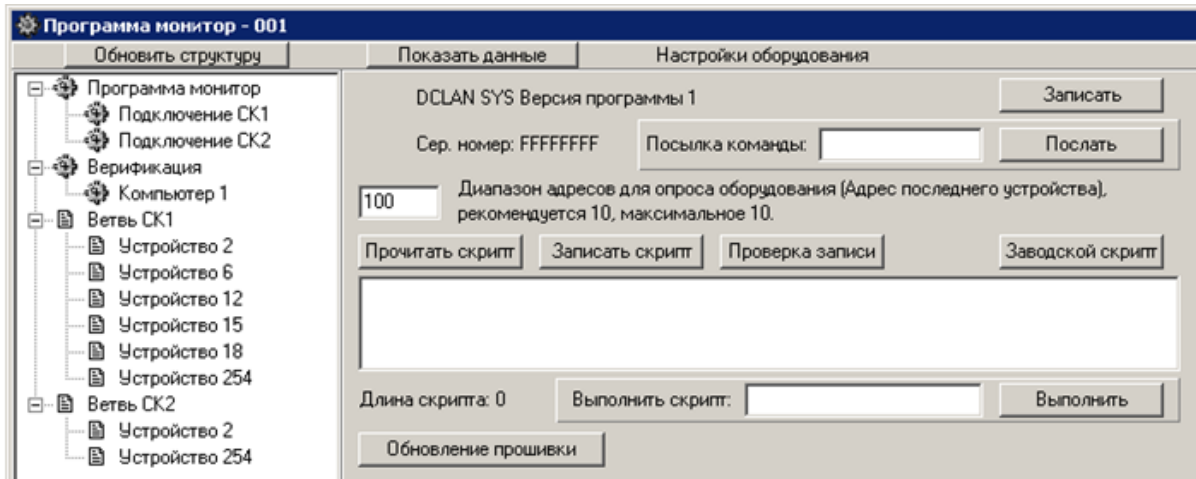 Программа монитор - 001
Обновить структуру
Показать данные
Настройки оборудования
Программа монитор
Подключение СК1
Подключение СК2
Верификация
Компьютер 1
Ветвь СК1
Устройство 2
Устройство 6
Устройство 12
Устройство 15
Устройство 18
Устройство 254
Ветвь СК2
Устройство 2
Устройство 254
DCLAN SYS Версия программы 1
Записать
Сер. номер: FFFFFFFF
Посылка команды:
Послать
100
Диапазон адресов для опроса оборудования (Адрес последнего устройства),
рекомендуется 10, максимальное 10.
Прочитать скрипт
Записать скрипт
Проверка записи
Заводской скрипт
Длина скрипта: 0
Выполнить скрипт:
Выполнить
Обновление прошивки